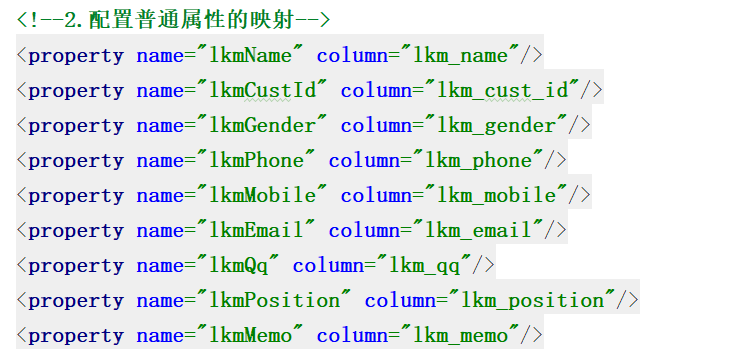 <!--2.配置普通属性的映射-->
<property name="lkmName" column="lkm_name"/>
<property name="lkmCustId" column="lkm_cust_id"/>
<property name="lkmGender" column="lkm_gender"/>
<property name="lkmPhone" column="lkm_phone"/>
<property name="lkmMobile" column="lkm_mobile"/>
<property name="lkmEmail" column="lkm_email"/>
<property name="lkmQq" column="lkm_qq"/>
<property name="lkmPosition" column="lkm_position"/>
<property name="lkmMemo" column="lkm_memo"/>